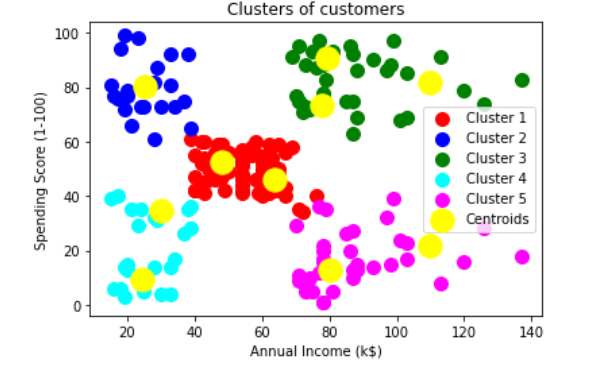 Clusters of customers
Spending Score (1-100)
100
80
60
40
20
0
Cluster 1
Cluster 2
Cluster 3
Cluster 4
Cluster 5
Centroids
20 40 60 80 100 120 140
Annual Income (k$)